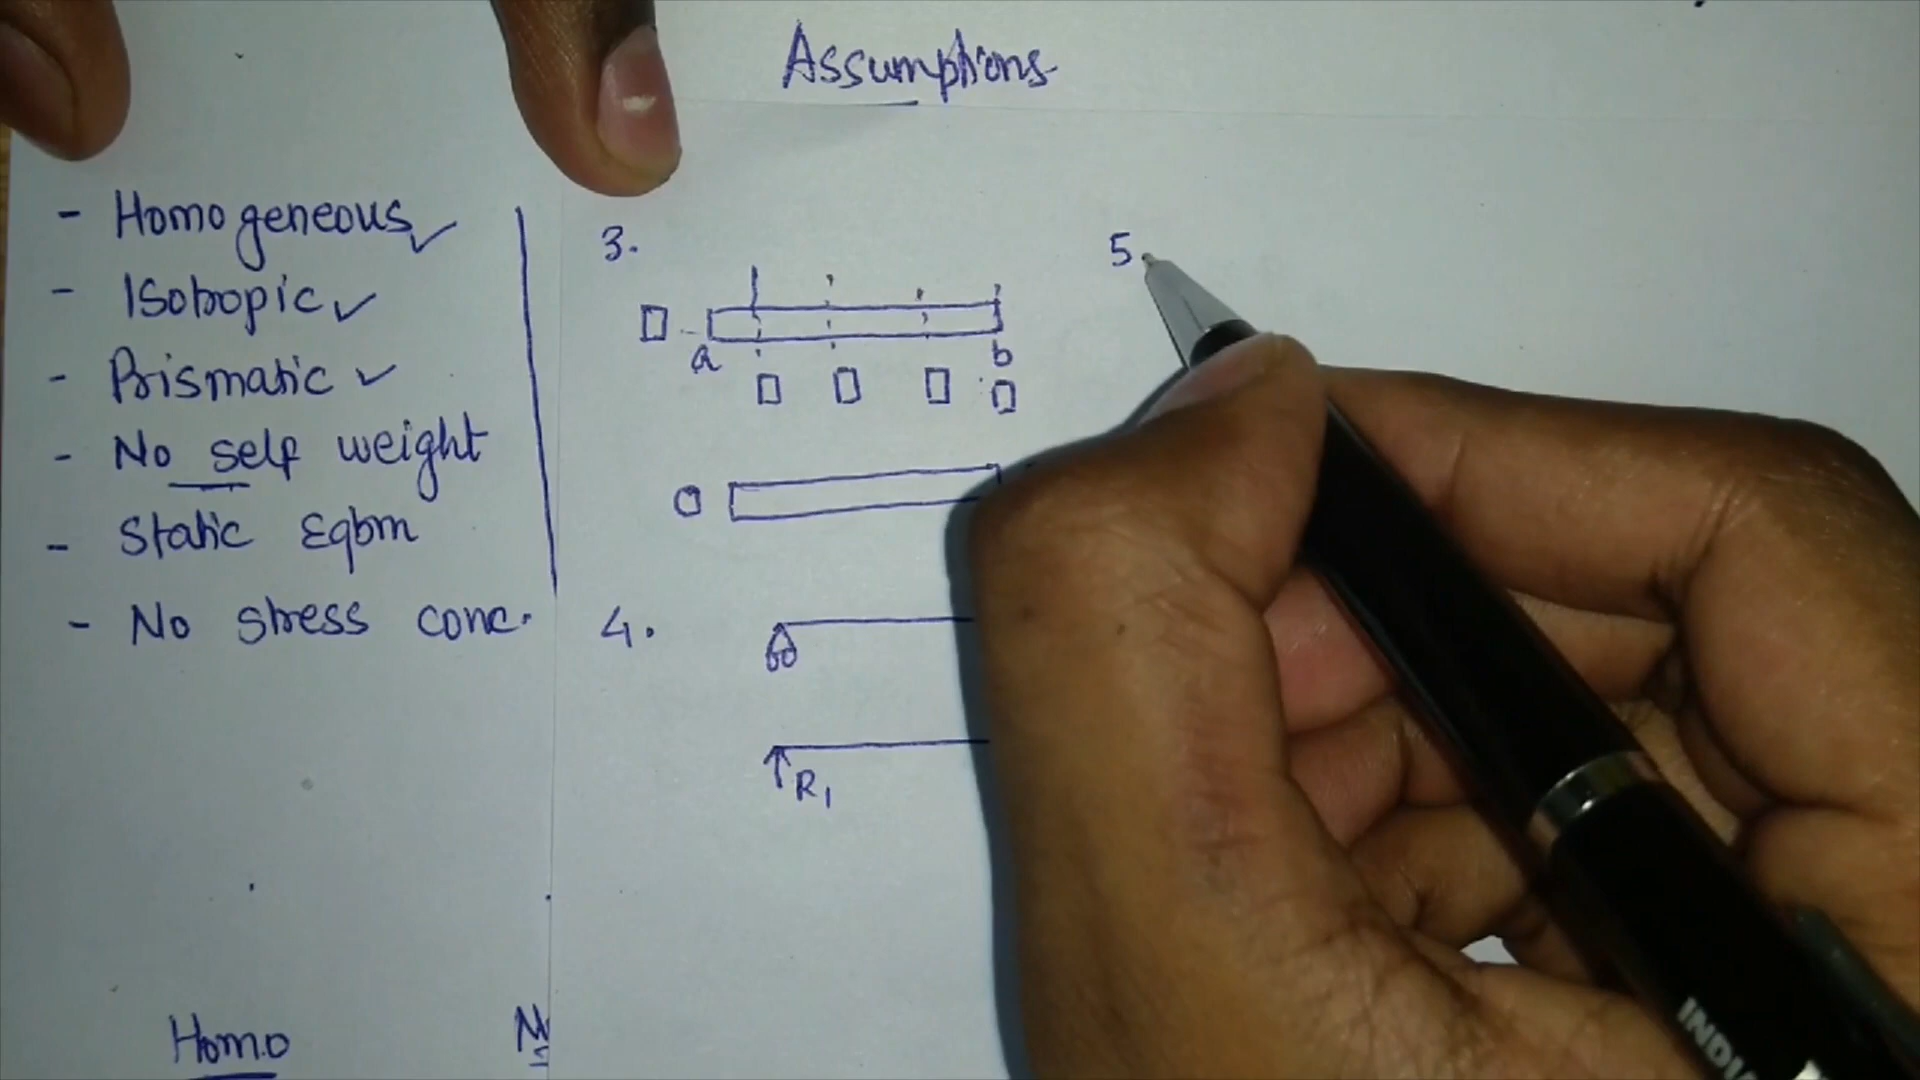 Assumptions
- Homogeneous ✓
- Isotropic ✓
- Prismatic ✓
- No self weight
- Static Eqbm
- No stress conc.
Homo
3.
a
b
4.
R1
5.